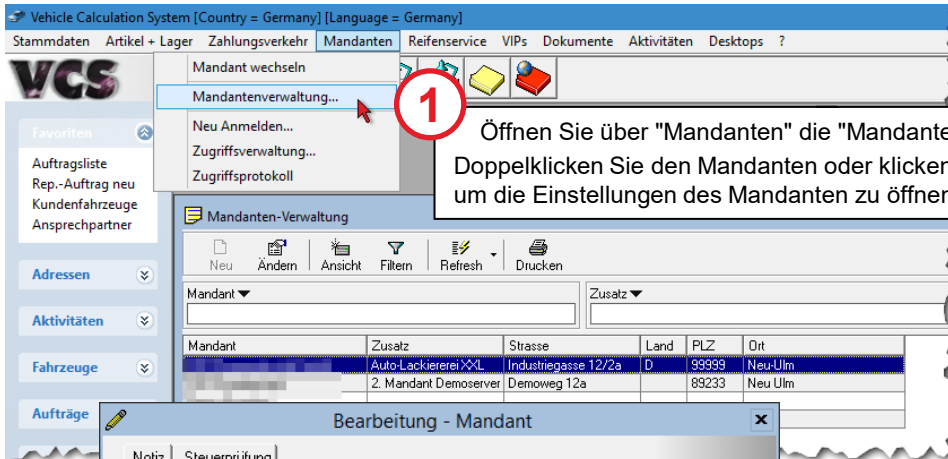 Vehicle Calculation System [Country = Germany] [Language = Germany]
Stammdaten Artikel + Lager Zahlungsverkehr Mandanten Reifenservice VIPs Dokumente Aktivitäten Desktops ?
VCS
Mandant wechseln
Mandantenverwaltung...
Neu Anmelden...
Zugriffsverwaltung...
Zugriffsprotokoll
1
Öffnen Sie über "Mandanten" die "Mandante
Doppelklicken Sie den Mandanten oder klicken
um die Einstellungen des Mandanten zu öffnen
Favoriten
Auftragsliste
Rep.-Auftrag neu
Kundenfahrzeuge
Ansprechpartner
Adressen
Aktivitäten
Fahrzeuge
Aufträge
Mandanten-Verwaltung
Neu Ändern Ansicht Filtern Refresh Drucken
Mandant Zusatz
Mandant Zusatz Strasse Land PLZ Ort
Auto-Lackiererei XXL Industriegasse 12/2a D 99999 Neu-Ulm
2. Mandant Demoserver Demoweg 12a 89233 Neu Ulm
Bearbeitung - Mandant
Notiz Steuerprüfung